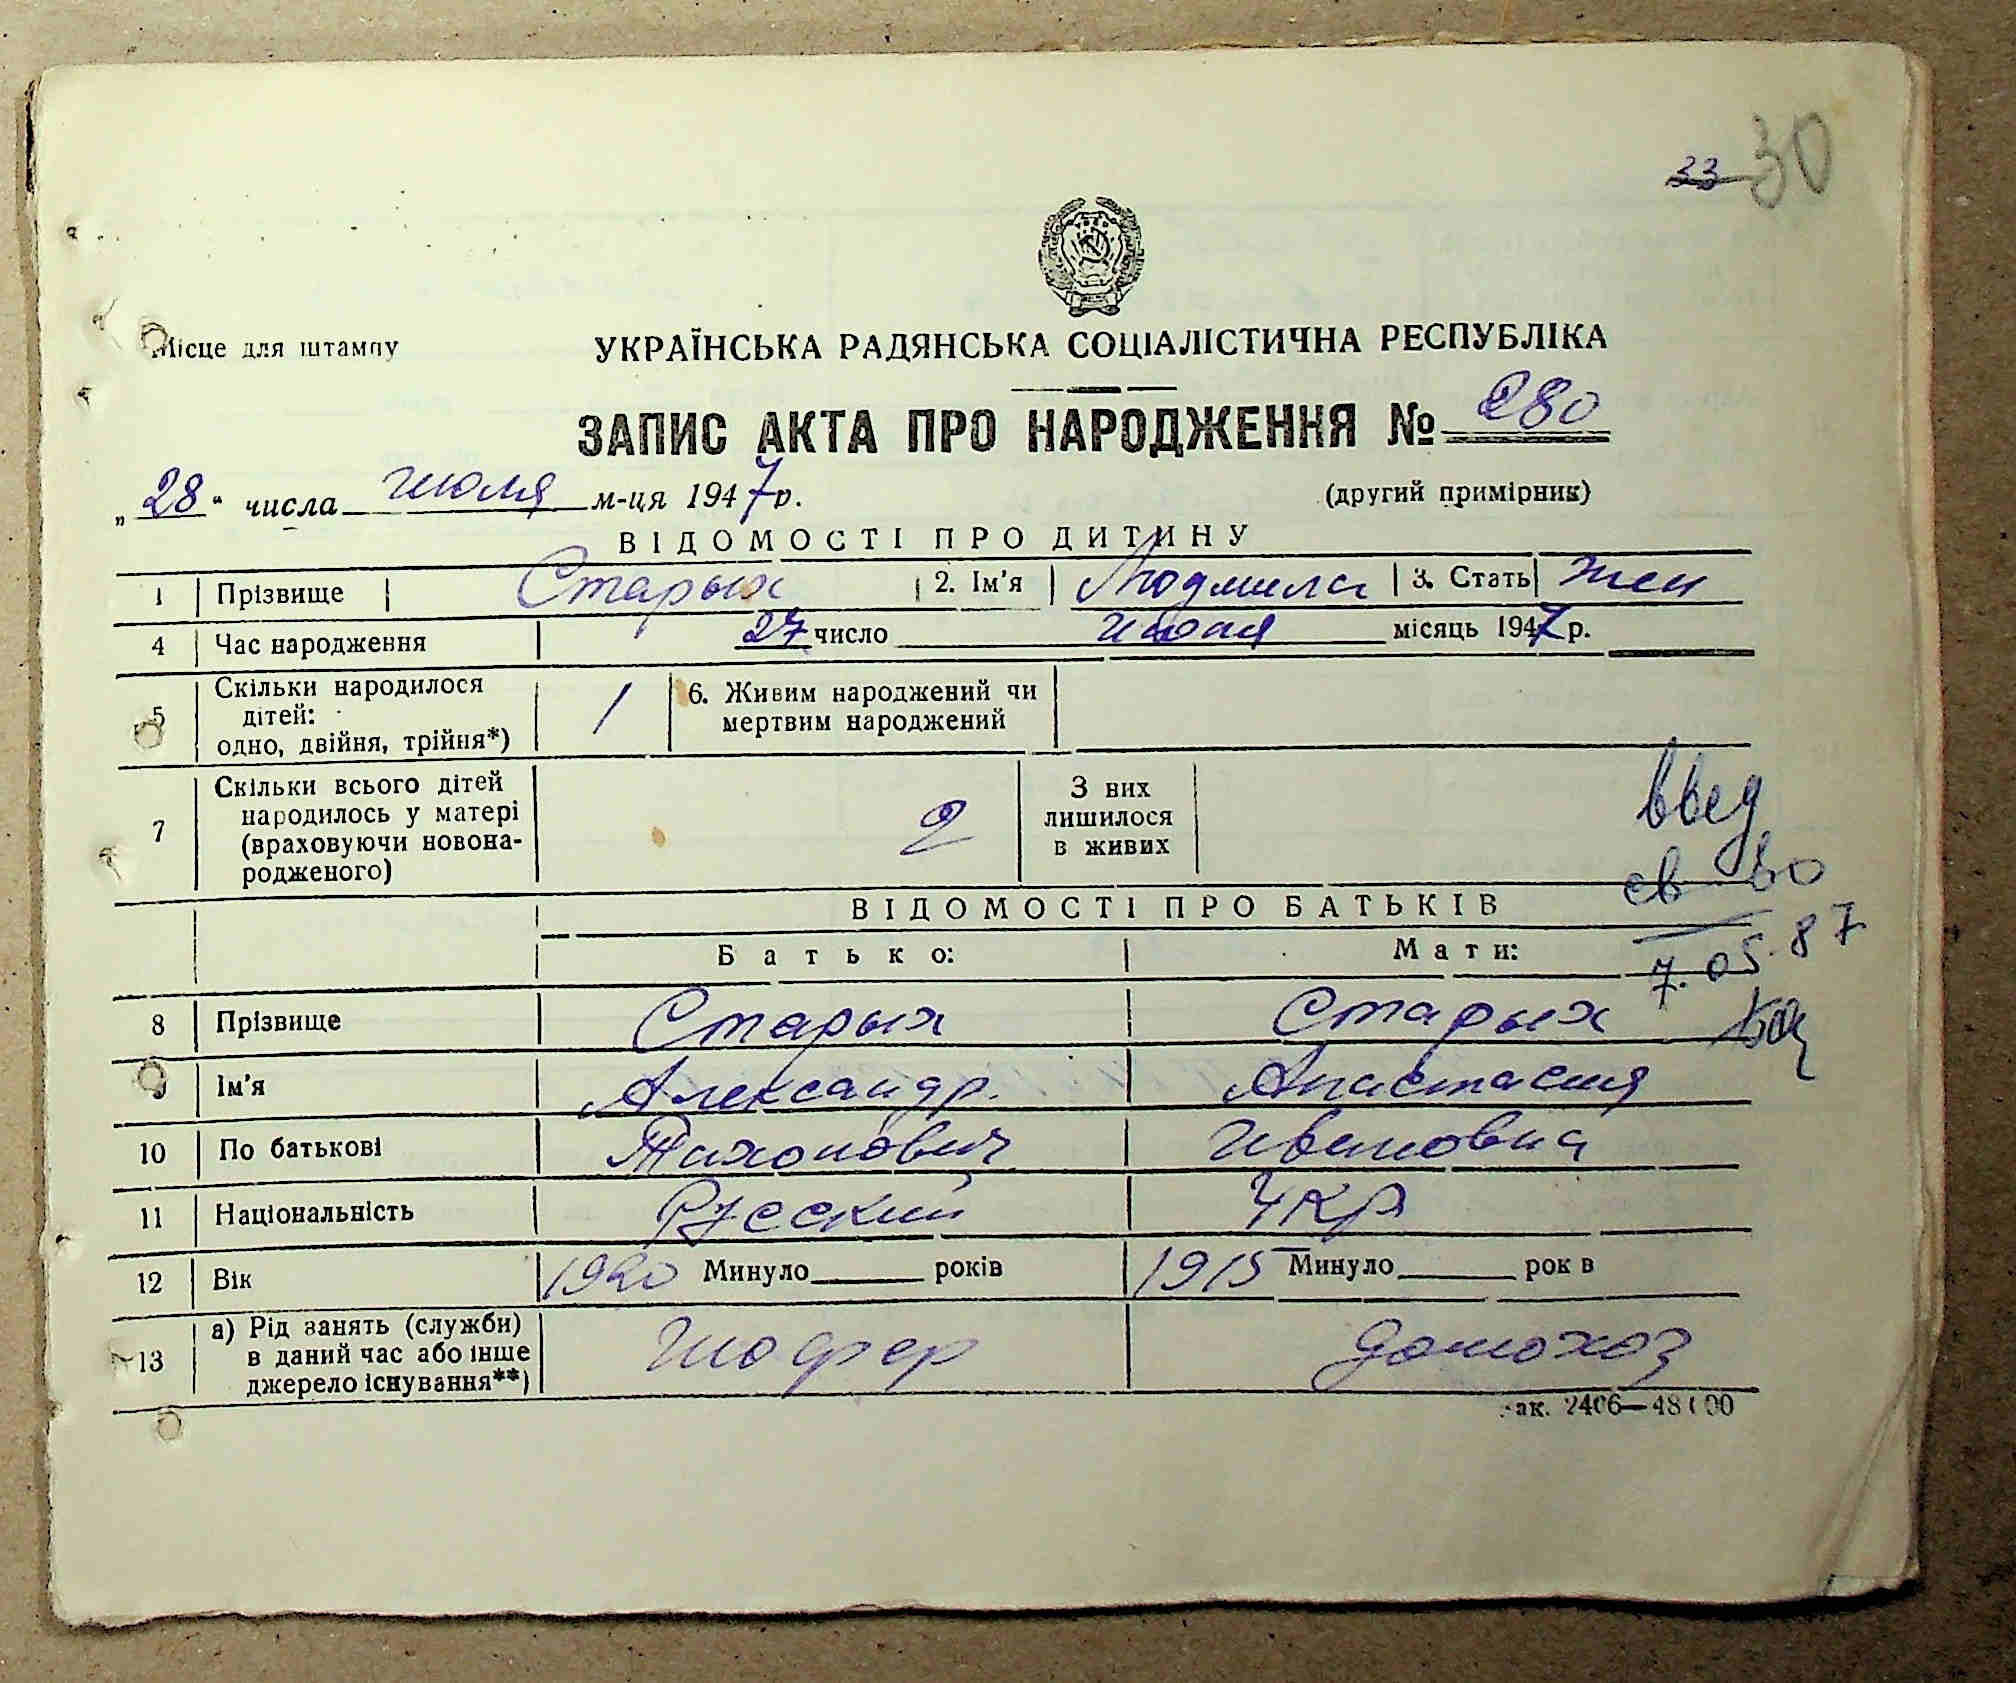 33 30
Місце для штампу
УКРАЇНСЬКА РАДЯНСЬКА СОЦІАЛІСТИЧНА РЕСПУБЛІКА
ЗАПИС АКТА ПРО НАРОДЖЕННЯ № 280
„28“ числа июля м-ця 1947 р.
(другий примірник)
ВІДОМОСТІ ПРО ДИТИНУ
1 Прізвище Старых 2. Ім'я Людмила 3. Стать Жен
4 Час народження 27 число июля місяць 1947 р.
5 Скільки народилося
дітей:
одно, двійня, трійня*)
1
6. Живим народжений чи
мертвим народжений
7 Скільки всього дітей
народилось у матері
(враховуючи новона-
родженого)
2
З них
лишилося
в живих
ВІДОМОСТІ ПРО БАТЬКІВ
Батько: Мати:
7.05.87
8 Прізвище Старых Старых
9 Ім'я Александр. Анастасия
10 По батькові Тихонович Ивановна
11 Національність Русский Укр
12 Вік 1920 Минуло років 1915 Минуло рок в
13 а) Рід занять (служби)
в даний час або інше
джерело існування**)
Шофер Домохоз